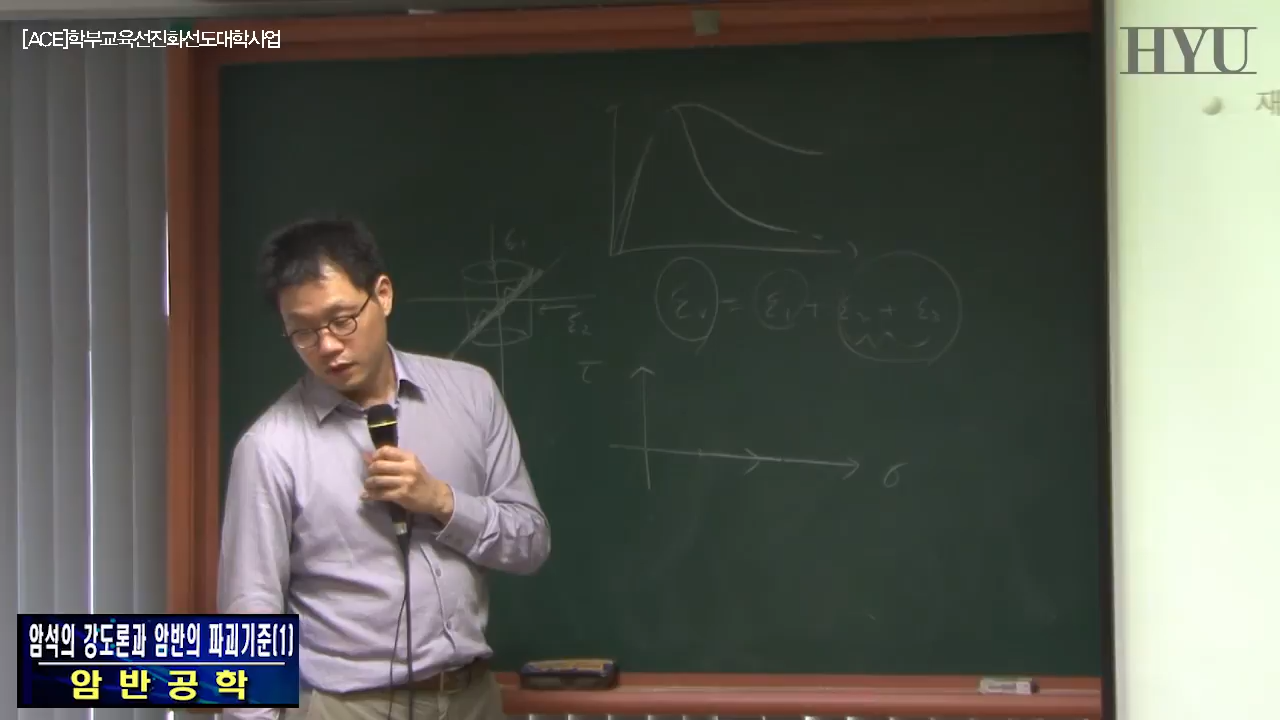 [ACE]학부교육선진화선도대학사업
HYU
재
ε₁
ε₂
εᵥ = ε₁ + ε₂ + ε₃
τ
σ
암석의 강도론과 암반의 파괴기준(1)
암반공학